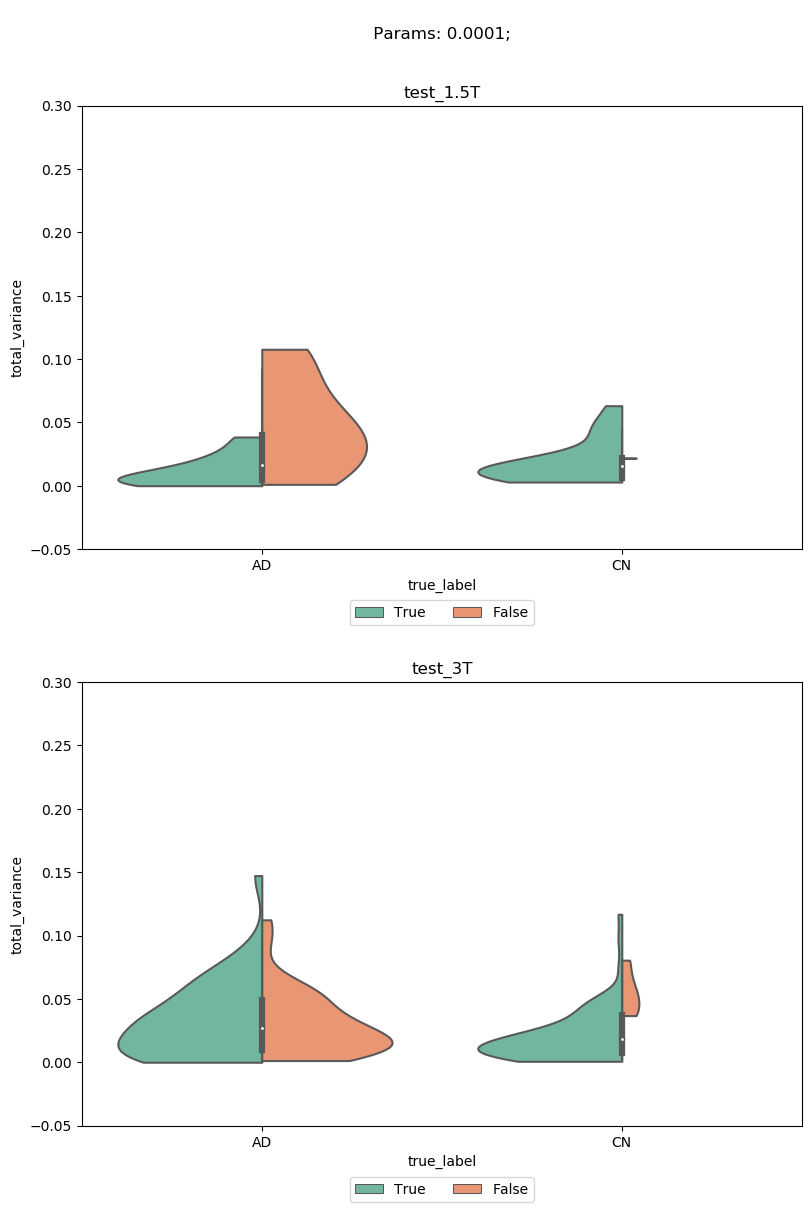 Params: 0.0001;
test_1.5T
0.30
0.25
0.20
0.15
0.10
0.05
0.00
−0.05
total_variance
AD CN
true_label
True False
test_3T
0.30
0.25
0.20
0.15
0.10
0.05
0.00
−0.05
total_variance
AD CN
true_label
True False